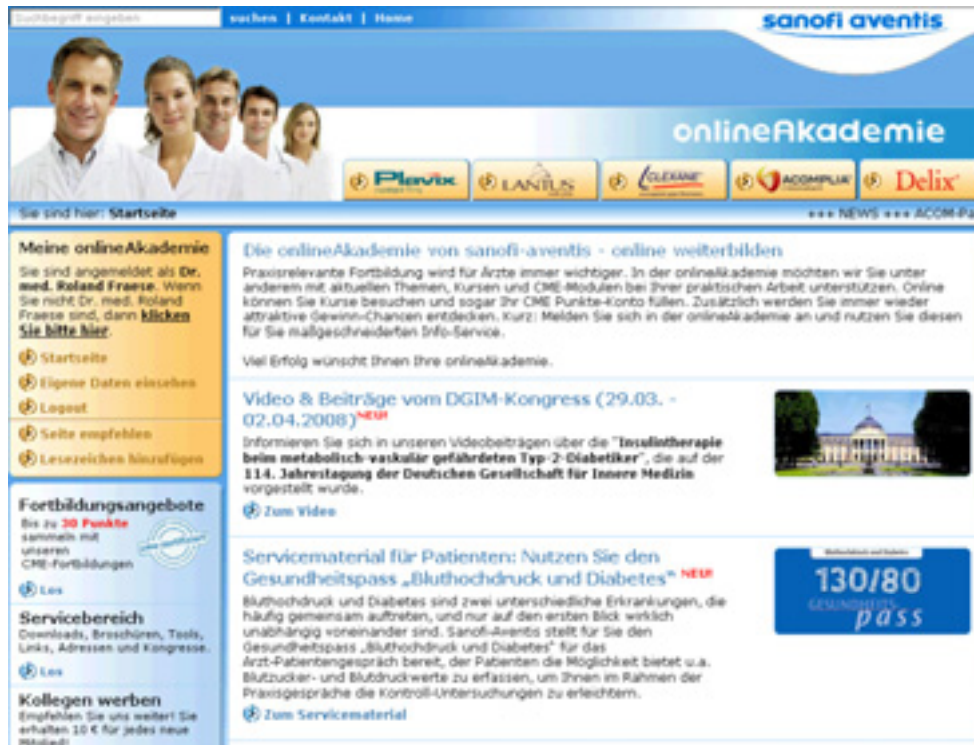 Suchbegriff eingeben
suchen | Kontakt | Home
sanofi aventis
onlineAkademie
Plavix
LANTUS
CLEXANE
ACOMPLIA
Delix
Sie sind hier: Startseite
+++ NEWS +++ ACOM-Pa
Meine onlineAkademie
Sie sind angemeldet als Dr.
med. Roland Fraese. Wenn
Sie nicht Dr. med. Roland
Fraese sind, dann klicken
Sie bitte hier.
Startseite
Eigene Daten einsehen
Logout
Seite empfehlen
Lesezeichen hinzufügen
Fortbildungsangebote
Bis zu 30 Punkte
sammeln mit
unseren
CME-Fortbildungen
Los
Servicebereich
Downloads, Broschüren, Tools,
Links, Adressen und Kongresse.
Los
Kollegen werben
Empfehlen Sie uns weiter! Sie
erhalten 10 € für jedes neue
Mitglied!
Die onlineAkademie von sanofi-aventis - online weiterbilden
Praxisrelevante Fortbildung wird für Ärzte immer wichtiger. In der onlineAkademie möchten wir Sie unter
anderem mit aktuellen Themen, Kursen und CME-Modulen bei Ihrer praktischen Arbeit unterstützen. Online
können Sie Kurse besuchen und sogar Ihr CME Punkte-Konto füllen. Zusätzlich werden Sie immer wieder
attraktive Gewinn-Chancen entdecken. Kurz: Melden Sie sich in der onlineAkademie an und nutzen Sie diesen
für Sie maßgeschneiderten Info-Service.
Viel Erfolg wünscht Ihnen Ihre onlineAkademie.
Video & Beiträge vom DGIM-Kongress (29.03. -
02.04.2008) NEU!
Informieren Sie sich in unseren Videobeiträgen über die "Insulintherapie
beim metabolisch-vaskulär gefährdeten Typ-2-Diabetiker", die auf der
114. Jahrestagung der Deutschen Gesellschaft für Innere Medizin
vorgestellt wurde.
Zum Video
Servicematerial für Patienten: Nutzen Sie den
Gesundheitspass „Bluthochdruck und Diabetes" NEU!
Bluthochdruck und Diabetes sind zwei unterschiedliche Erkrankungen, die
häufig gemeinsam auftreten, und nur auf den ersten Blick wirklich
unabhängig voneinander sind. Sanofi-Aventis stellt für Sie den
Gesundheitspass „Bluthochdruck und Diabetes" für das
Arzt-Patientengespräch bereit, der Patienten die Möglichkeit bietet u.a.
Blutzucker- und Blutdruckwerte zu erfassen, um Ihnen im Rahmen der
Praxisgespräche die Kontroll-Untersuchungen zu erleichtern.
Zum Servicematerial
Bluthochdruck und Diabetes
130/80
GESUNDHEITS
pass